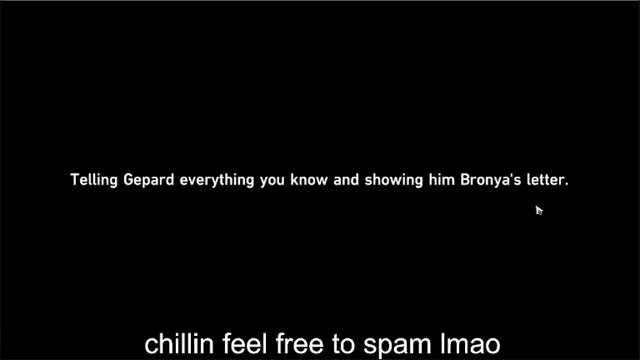 Telling Gepard everything you know and showing him Bronya's letter.
chillin feel free to spam lmao